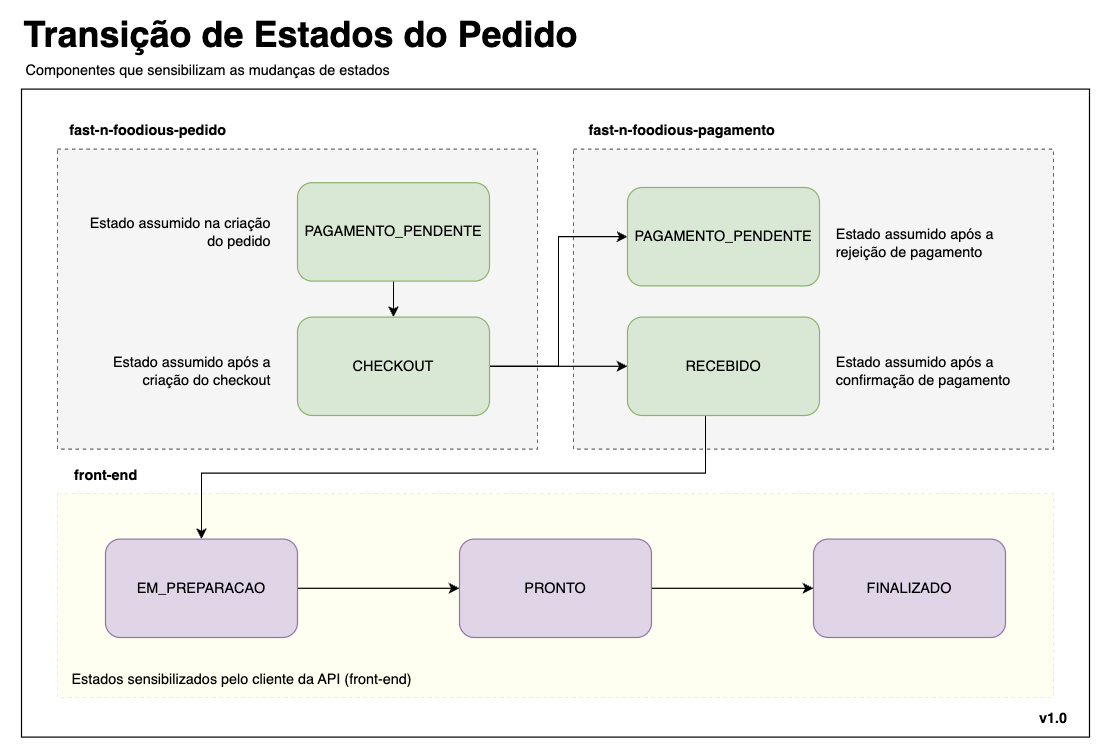 Transição de Estados do Pedido
Componentes que sensibilizam as mudanças de estados
fast-n-foodious-pedido
Estado assumido na criação
do pedido
PAGAMENTO_PENDENTE
Estado assumido após a
criação do checkout
CHECKOUT
fast-n-foodious-pagamento
PAGAMENTO_PENDENTE
Estado assumido após a
rejeição de pagamento
RECEBIDO
Estado assumido após a
confirmação de pagamento
front-end
EM_PREPARACAO
PRONTO
FINALIZADO
Estados sensibilizados pelo cliente da API (front-end)
v1.0